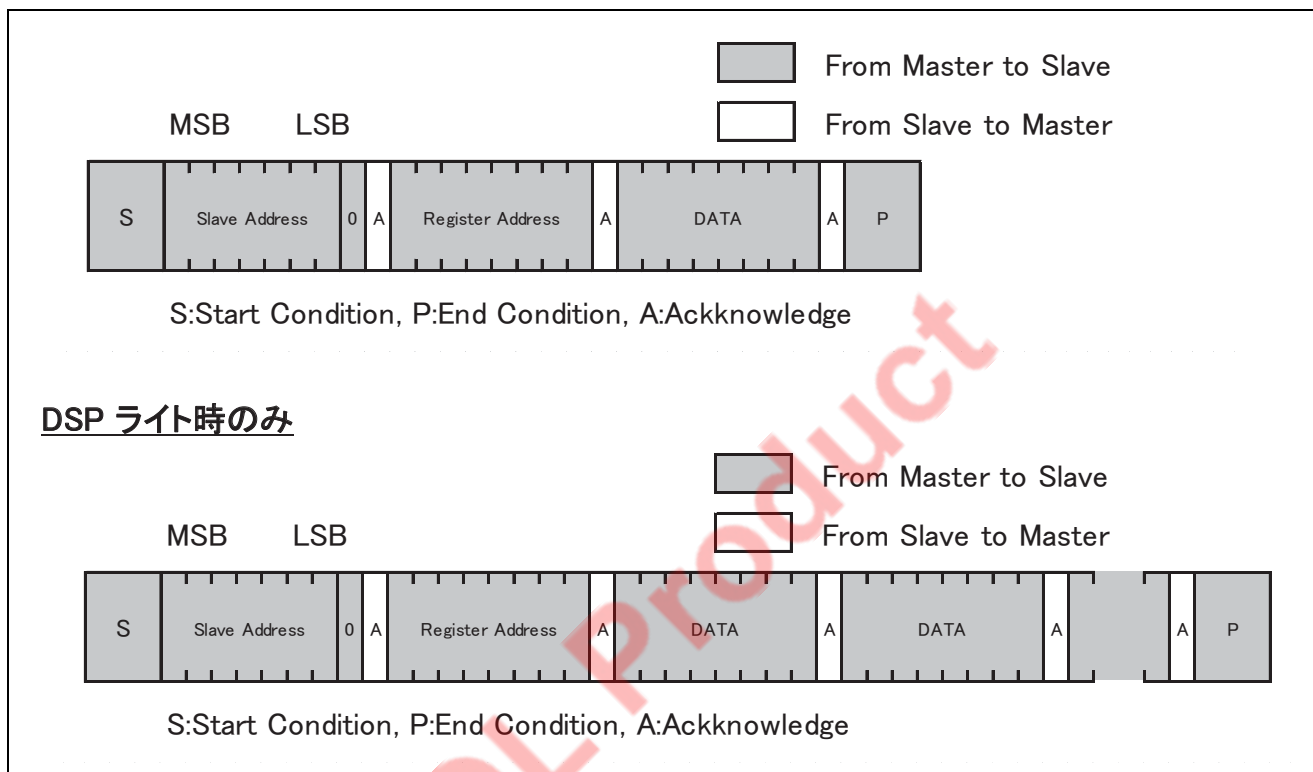 From Master to Slave
From Slave to Master
MSB LSB
S Slave Address 0 A Register Address A DATA A P
S:Start Condition, P:End Condition, A:Ackknowledge
DSP ライト時のみ
From Master to Slave
From Slave to Master
MSB LSB
S Slave Address 0 A Register Address A DATA A DATA A A P
S:Start Condition, P:End Condition, A:Ackknowledge
L Product